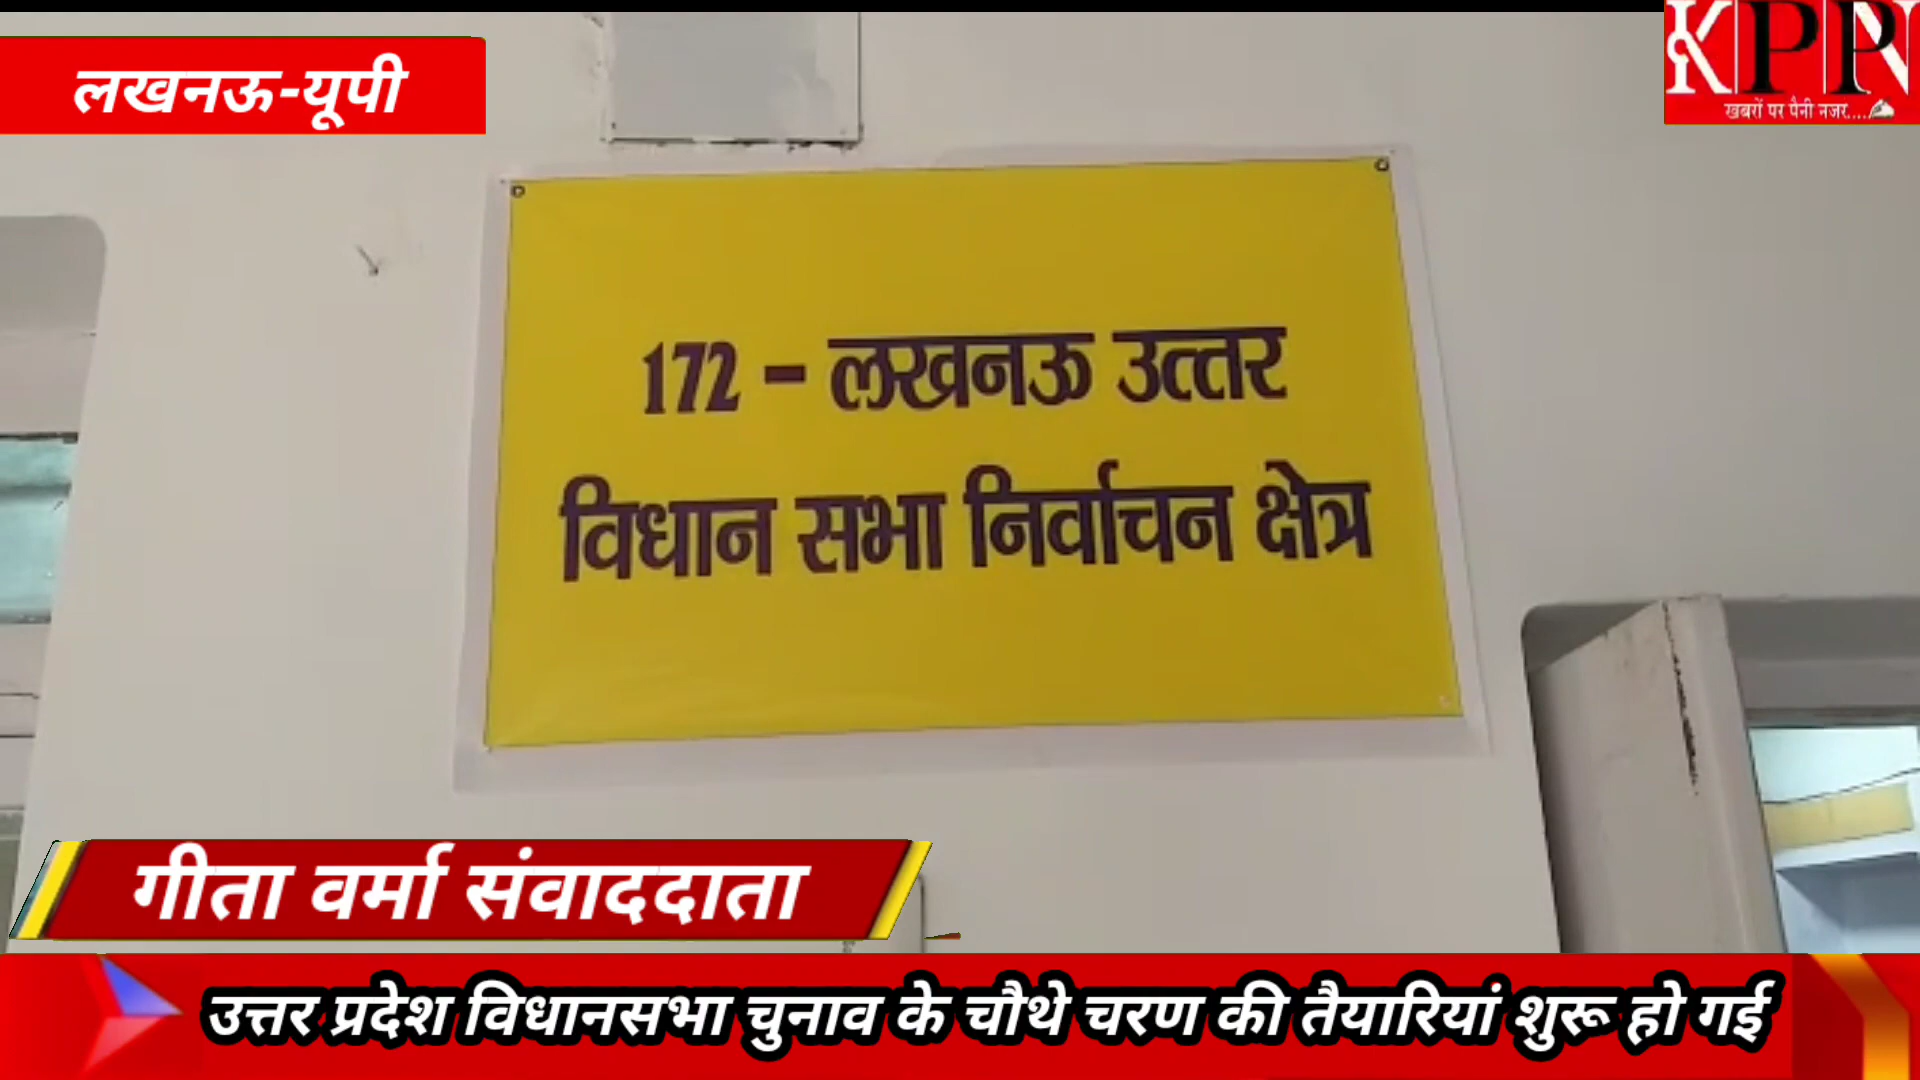 लखनऊ-यूपी
KPN
खबरों पर पैनी नजर....
172 - लखनऊ उत्तर
विधान सभा निर्वाचन क्षेत्र
गीता वर्मा संवाददाता
उत्तर प्रदेश विधानसभा चुनाव के चौथे चरण की तैयारियां शुरू हो गई